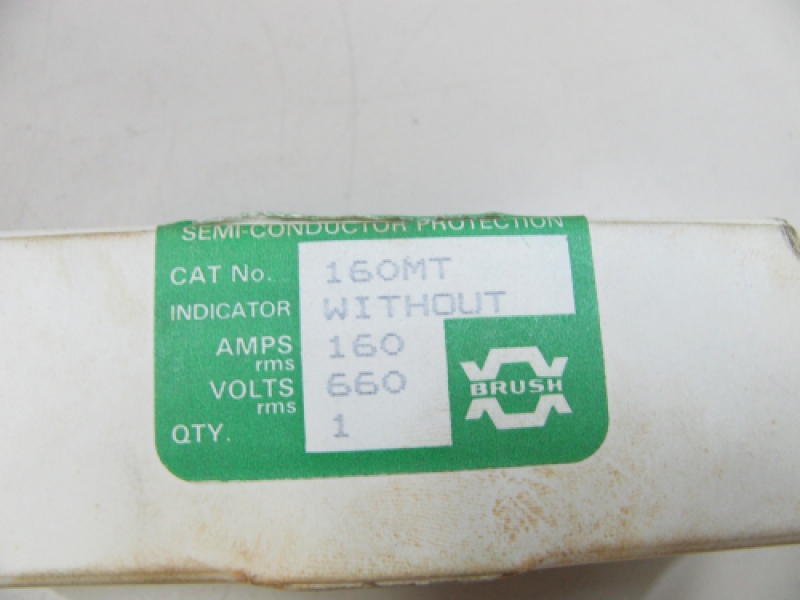 SEMI-CONDUCTOR PROTECTION
CAT No. 160MT
INDICATOR WITHOUT
AMPS rms 160
VOLTS rms 660
QTY. 1
BRUSH